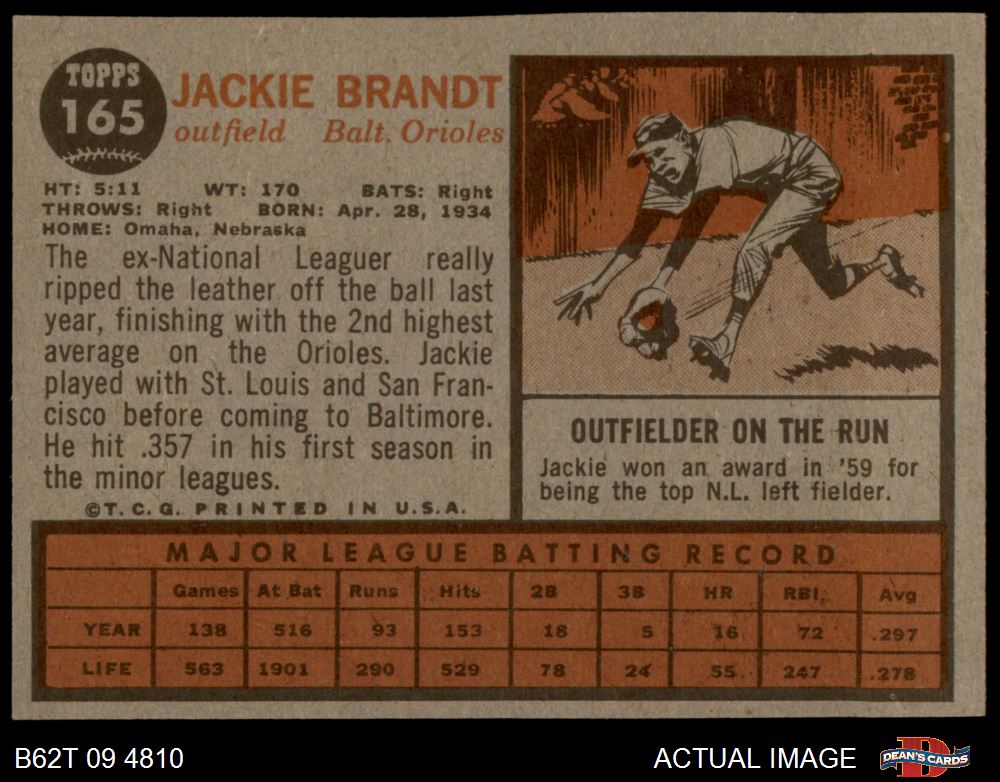 TOPPS
165
JACKIE BRANDT
outfield Balt. Orioles
HT: 5:11 WT: 170 BATS: Right
THROWS: Right BORN: Apr. 28, 1934
HOME: Omaha, Nebraska
The ex-National Leaguer really
ripped the leather off the ball last
year, finishing with the 2nd highest
average on the Orioles. Jackie
played with St. Louis and San Fran-
cisco before coming to Baltimore.
He hit .357 in his first season in
the minor leagues.
©T. C. G. PRINTED IN U.S.A.
OUTFIELDER ON THE RUN
Jackie won an award in '59 for
being the top N.L. left fielder.
MAJOR LEAGUE BATTING RECORD
Games At Bat Runs Hits 2B 3B HR RBI Avg
YEAR 138 516 93 153 18 5 16 72 .297
LIFE 563 1901 290 529 78 24 55 247 .278
B62T 09 4810
ACTUAL IMAGE
DEAN'S CARDS